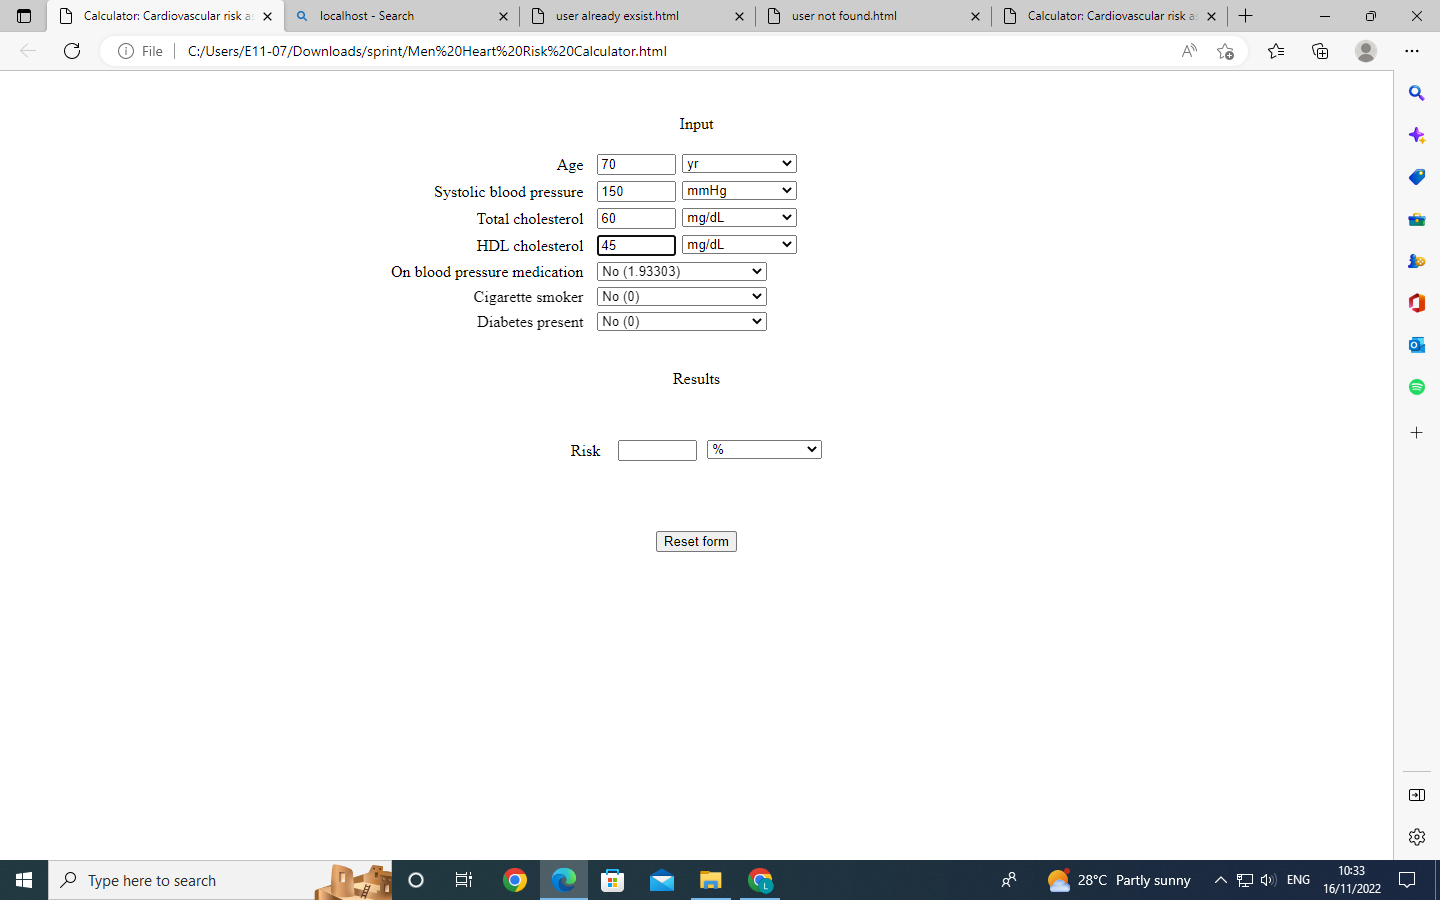 Calculator: Cardiovascular risk as
localhost - Search
user already exsist.html
user not found.html
Calculator: Cardiovascular risk as
File
C:/Users/E11-07/Downloads/sprint/Men%20Heart%20Risk%20Calculator.html
Input
Age 70 yr
Systolic blood pressure 150 mmHg
Total cholesterol 60 mg/dL
HDL cholesterol 45 mg/dL
On blood pressure medication No (1.93303)
Cigarette smoker No (0)
Diabetes present No (0)
Results
Risk %
Reset form
Type here to search
L
28°C Partly sunny
ENG
10:33
16/11/2022